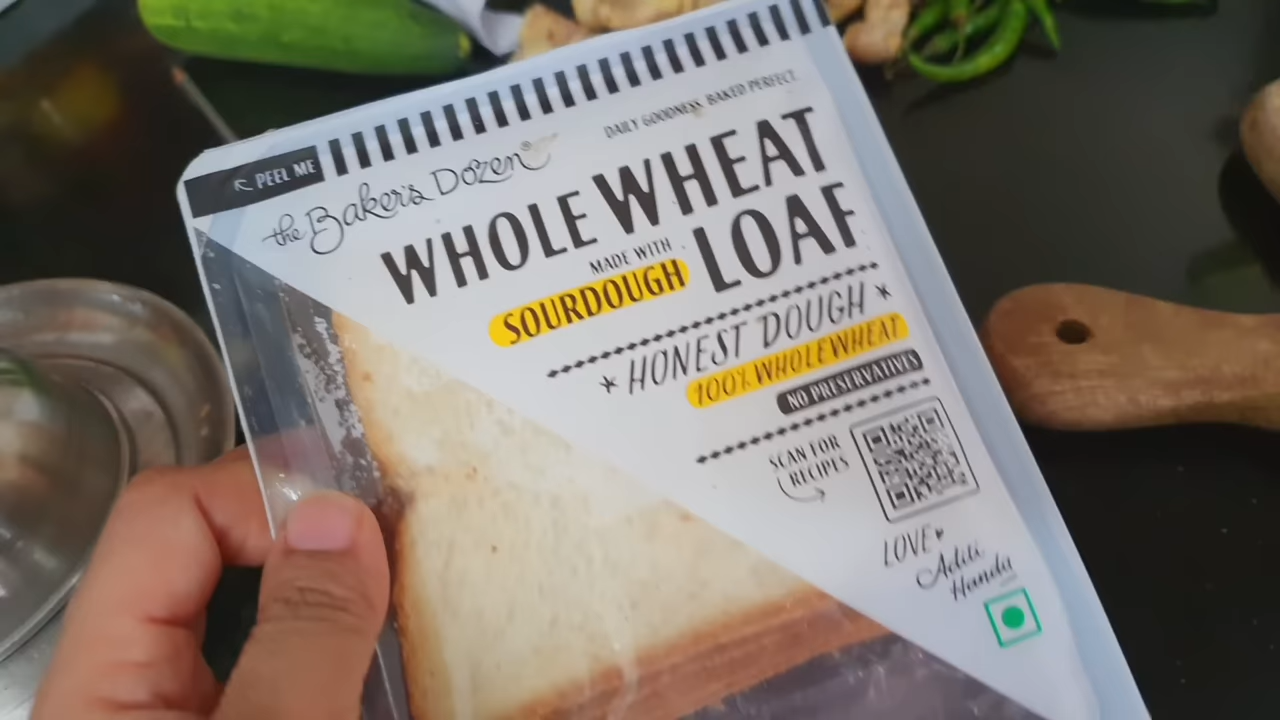 PEEL ME
the Baker's Dozen®
DAILY GOODNESS. BAKED PERFECT.
WHOLE WHEAT
MADE WITH
SOURDOUGH
LOAF
HONEST DOUGH
100% WHOLEWHEAT
NO PRESERVATIVES
SCAN FOR
RECIPES
LOVE
Aditi
Handa